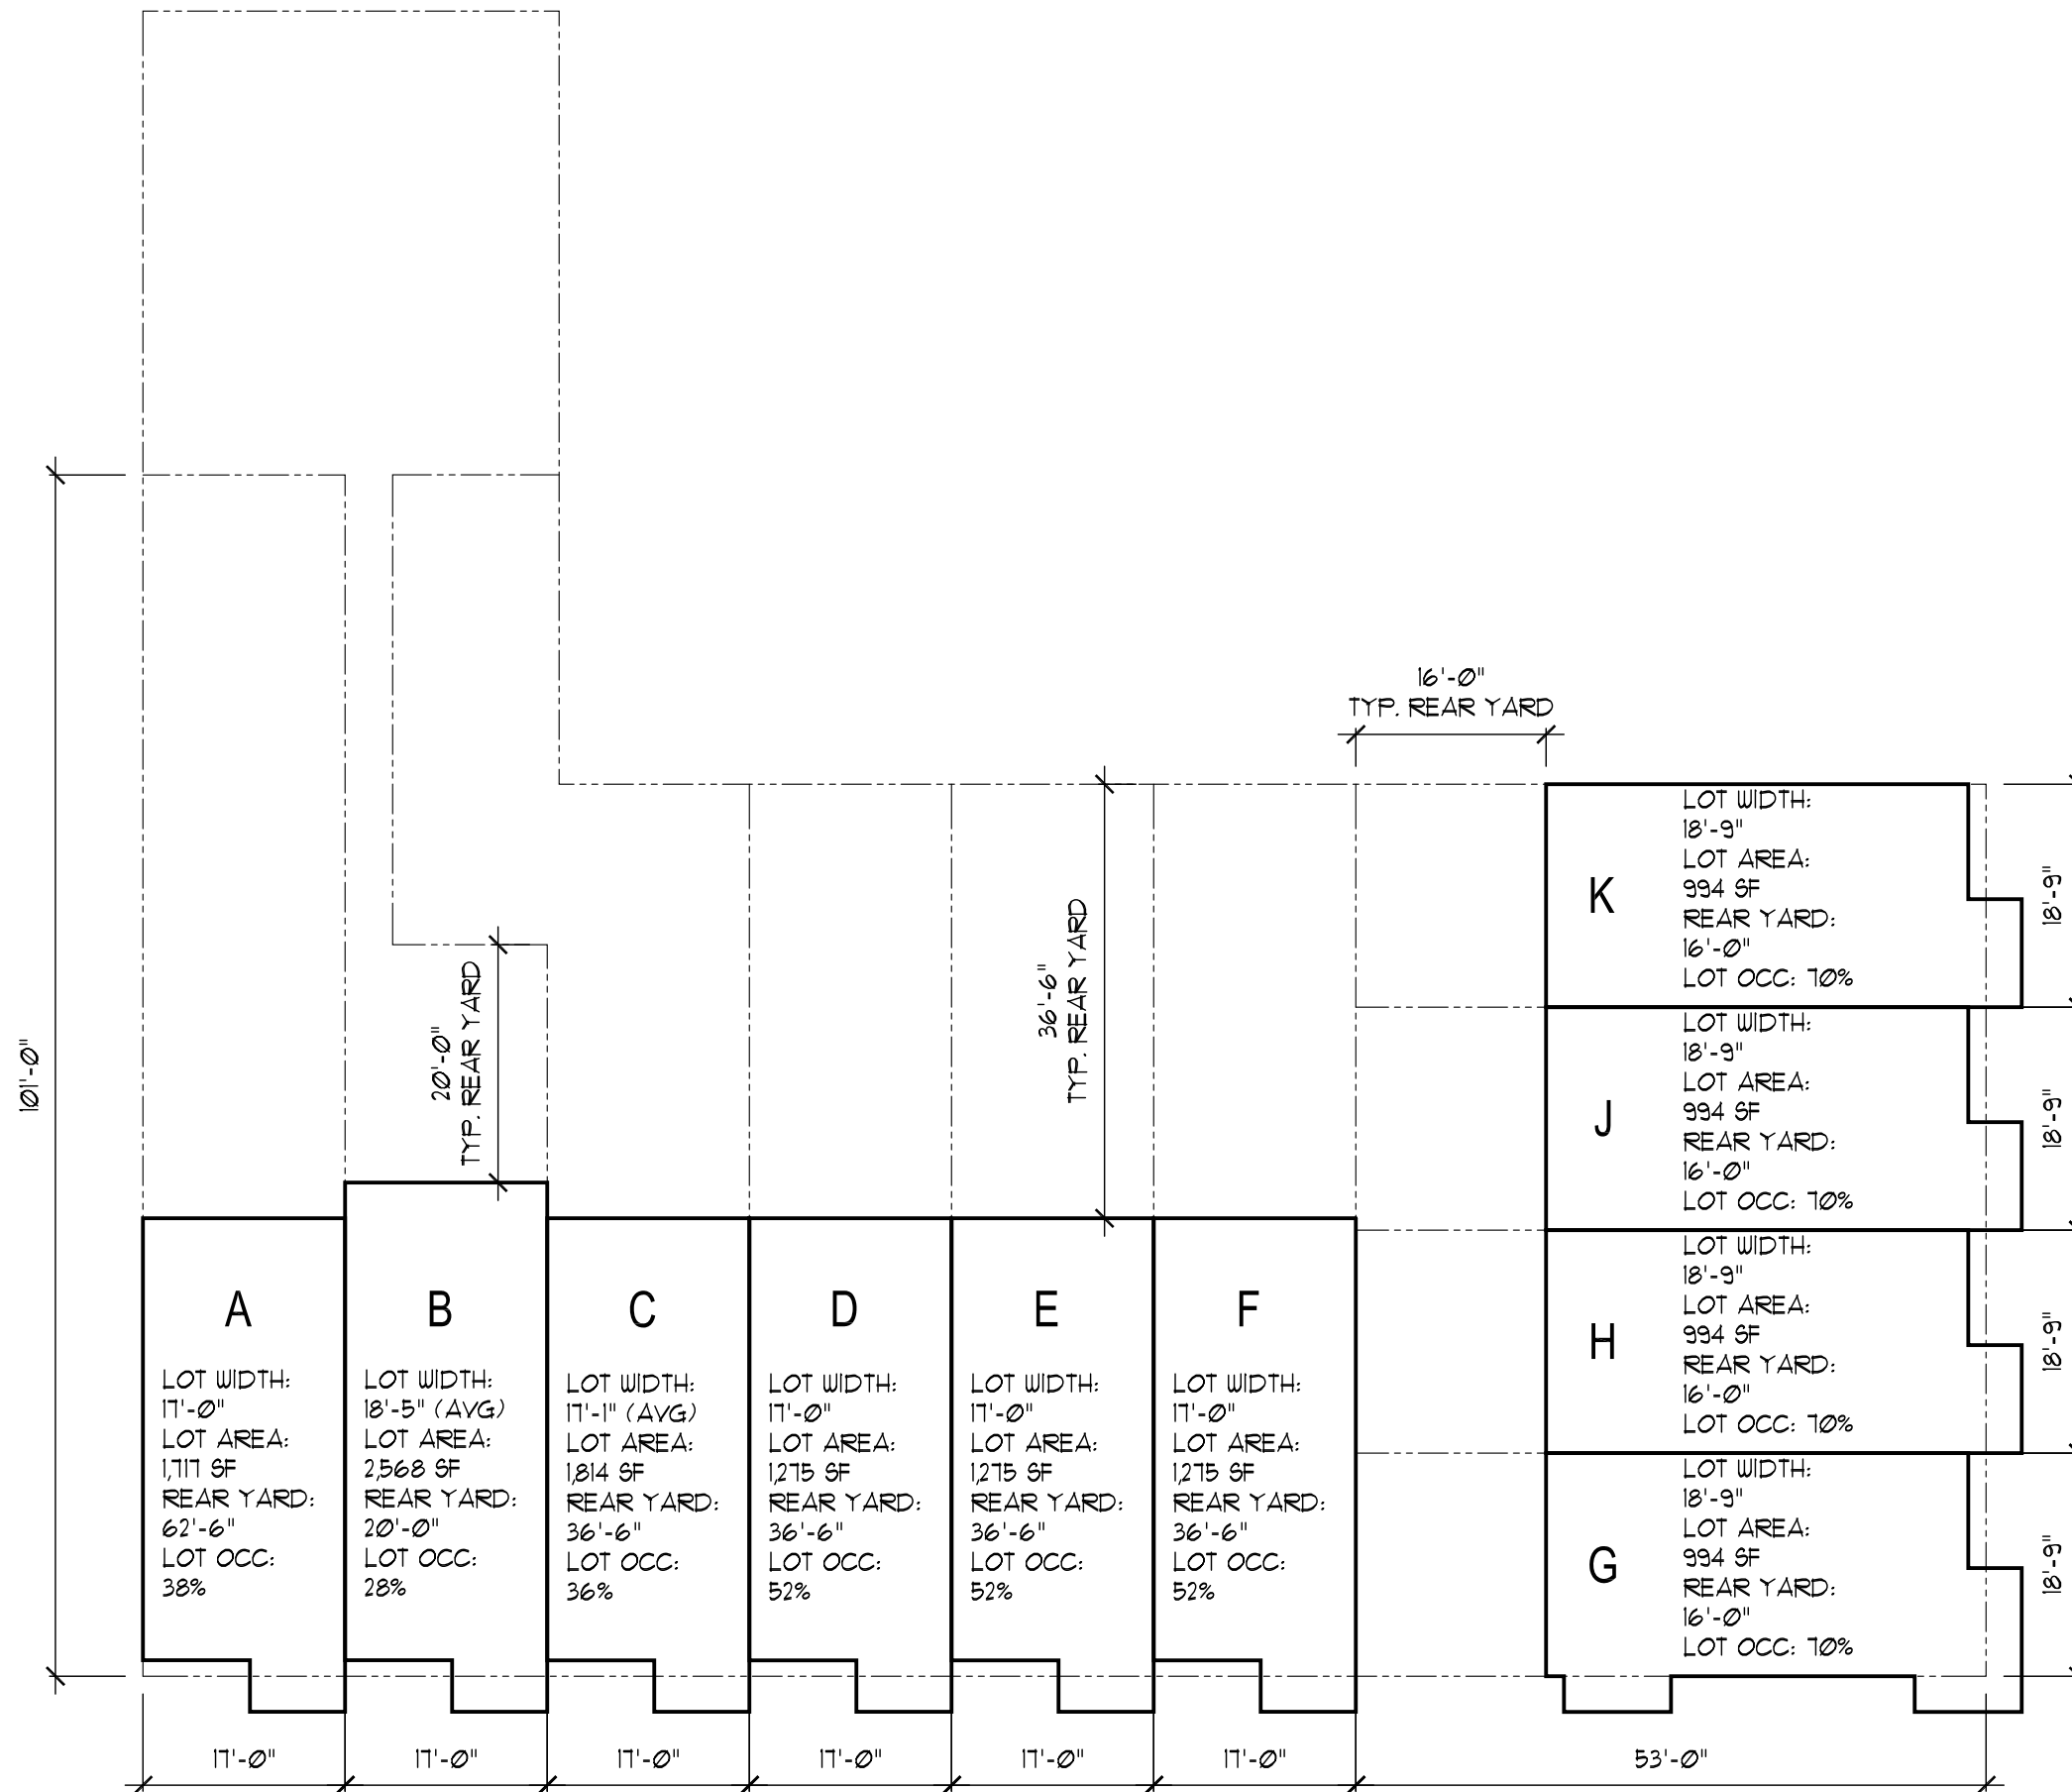 16'-0"
TYP. REAR YARD
101'-0"
20'-0"
TYP. REAR YARD
36'-6"
TYP. REAR YARD
K
LOT WIDTH:
18'-9"
LOT AREA:
994 SF
REAR YARD:
16'-0"
LOT OCC: 70%
18'-9"
J
LOT WIDTH:
18'-9"
LOT AREA:
994 SF
REAR YARD:
16'-0"
LOT OCC: 70%
18'-9"
H
LOT WIDTH:
18'-9"
LOT AREA:
994 SF
REAR YARD:
16'-0"
LOT OCC: 70%
18'-9"
G
LOT WIDTH:
18'-9"
LOT AREA:
994 SF
REAR YARD:
16'-0"
LOT OCC: 70%
18'-9"
A
LOT WIDTH:
17'-0"
LOT AREA:
1,717 SF
REAR YARD:
62'-6"
LOT OCC:
38%
B
LOT WIDTH:
18'-5" (AVG)
LOT AREA:
2,568 SF
REAR YARD:
20'-0"
LOT OCC:
28%
C
LOT WIDTH:
17'-1" (AVG)
LOT AREA:
1,814 SF
REAR YARD:
36'-6"
LOT OCC:
36%
D
LOT WIDTH:
17'-0"
LOT AREA:
1,275 SF
REAR YARD:
36'-6"
LOT OCC:
52%
E
LOT WIDTH:
17'-0"
LOT AREA:
1,275 SF
REAR YARD:
36'-6"
LOT OCC:
52%
F
LOT WIDTH:
17'-0"
LOT AREA:
1,275 SF
REAR YARD:
36'-6"
LOT OCC:
52%
17'-0"
17'-0"
17'-0"
17'-0"
17'-0"
17'-0"
53'-0"